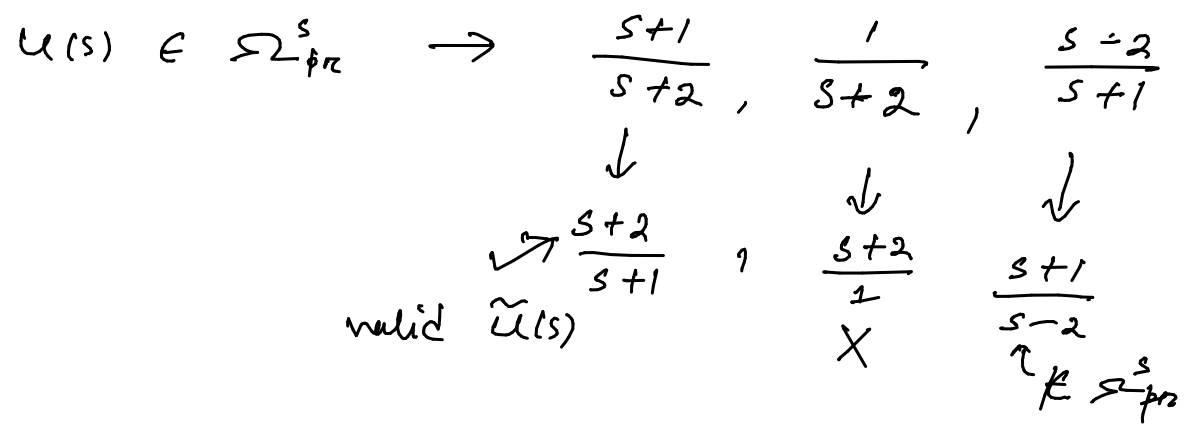 u(s) ∈ Ω^s_pr → (s+1)/(s+2), 1/(s+2), (s-2)/(s+1)
↓ ↓ ↓
✓→ (s+2)/(s+1), (s+2)/1 (s+1)/(s-2)
valid ũ(s) X ↑ ∉ Ω^s_pr